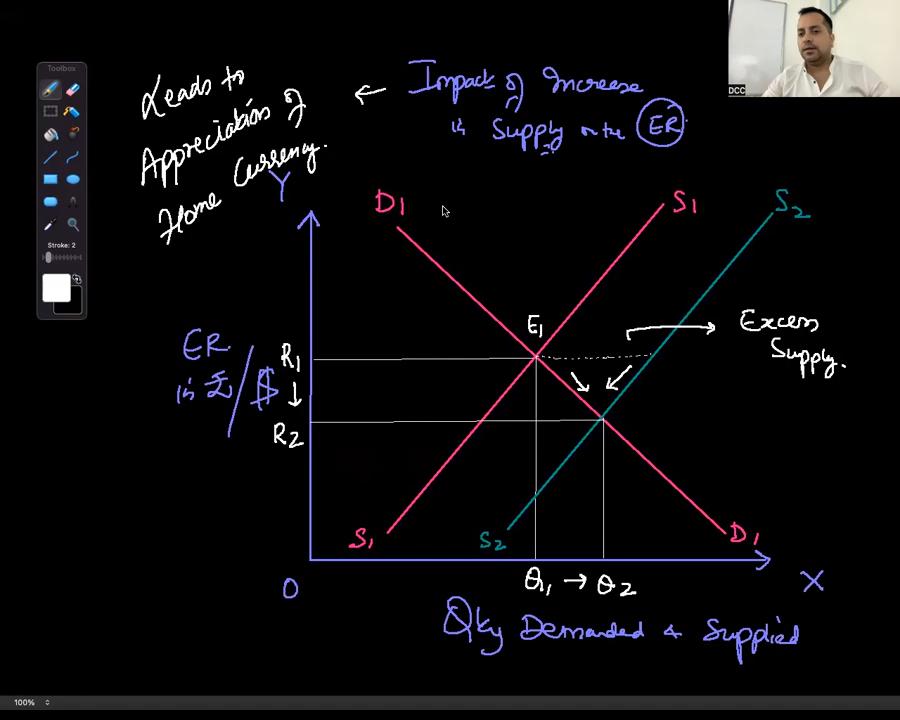 Toolbox
Stroke: 2
DCC
Leads to
Appreciation of
Home Currency.
← Impact of Increase
in Supply on the ER
Y
D1
S1
S2
E1
Excess
Supply.
ER
in £/$
R1
↓
R2
S1
S2
D1
O
Q1 → Q2
X
Qty Demanded & Supplied
100%